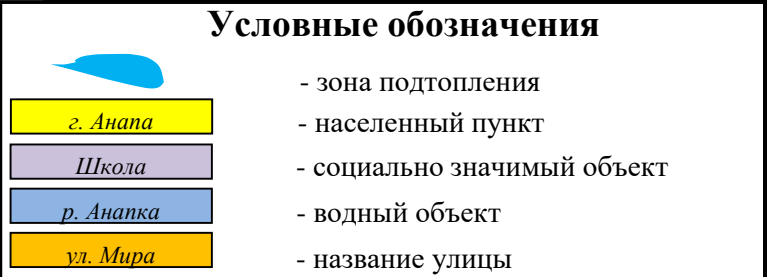 Условные обозначения
- зона подтопления
г. Анапа - населенный пункт
Школа - социально значимый объект
р. Анапка - водный объект
ул. Мира - название улицы